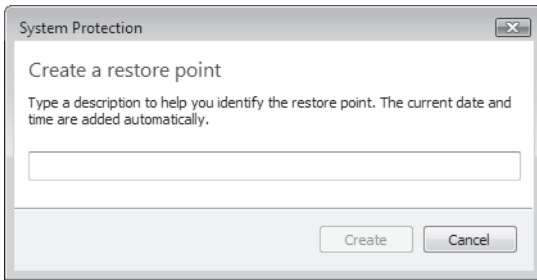 System Protection
Create a restore point
Type a description to help you identify the restore point. The current date and
time are added automatically.
Create Cancel